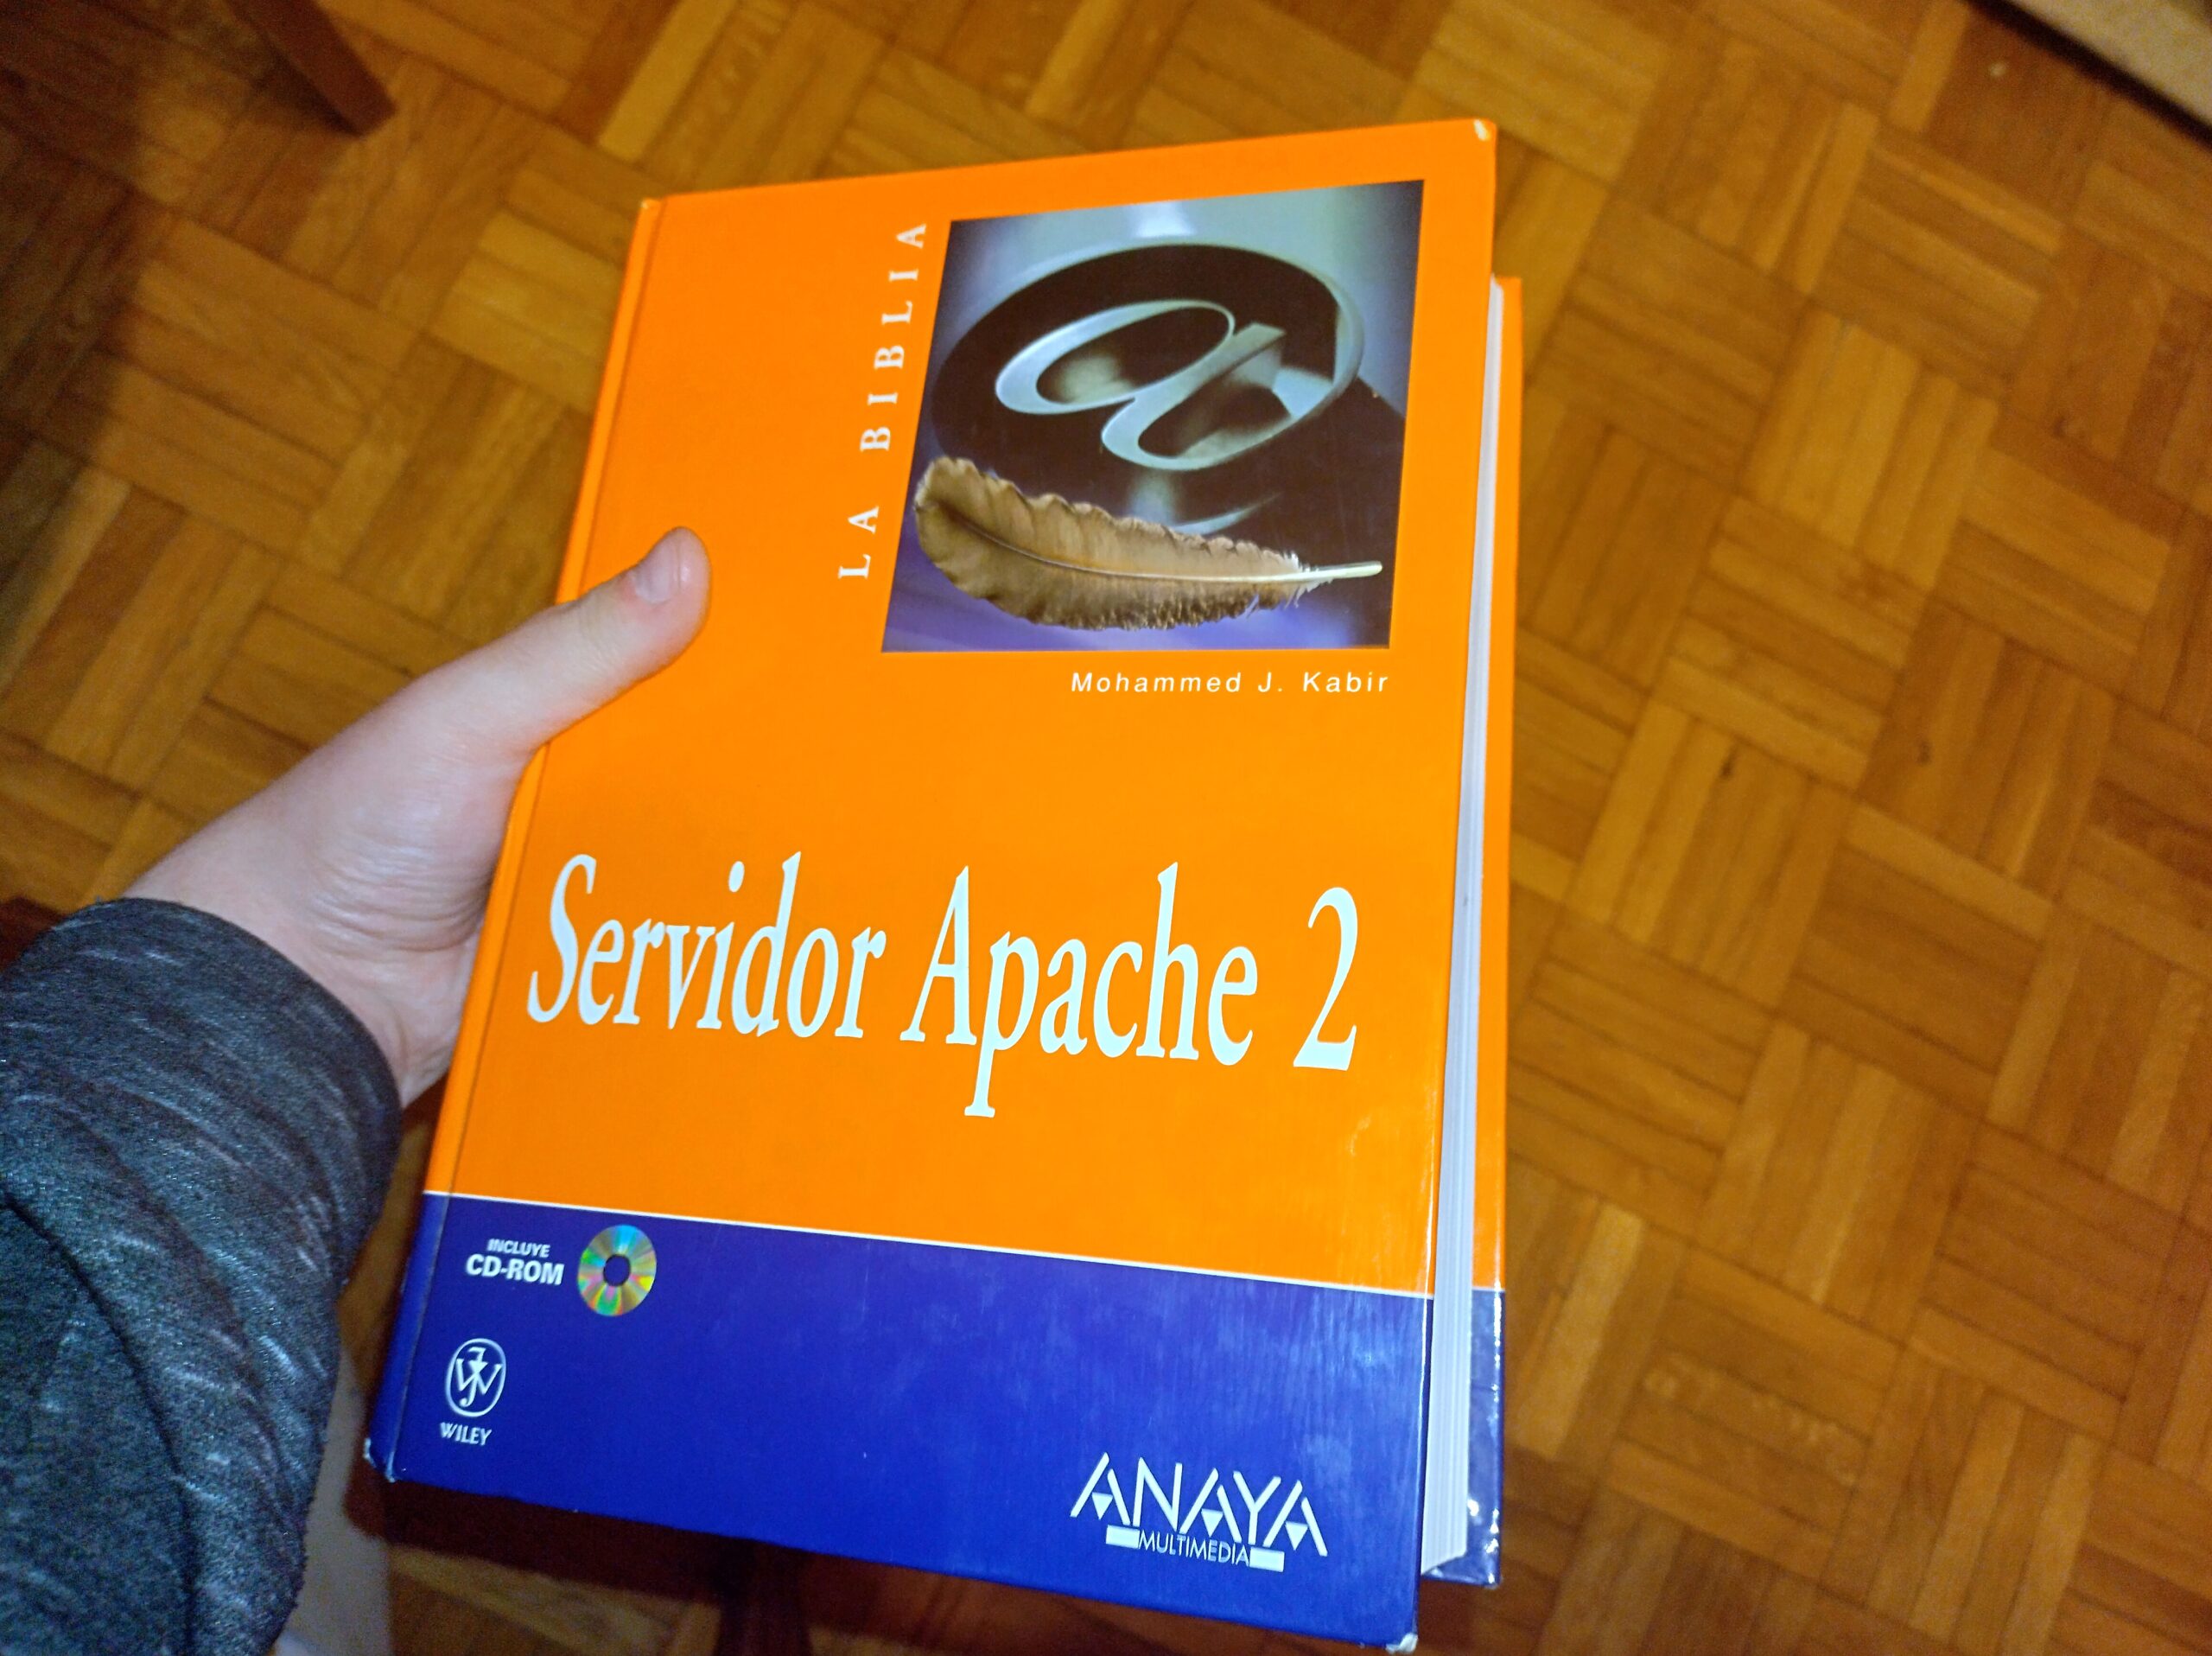 LA BIBLIA
Mohammed J. Kabir
Servidor Apache 2
INCLUYE
CD-ROM
WILEY
ANAYA
MULTIMEDIA